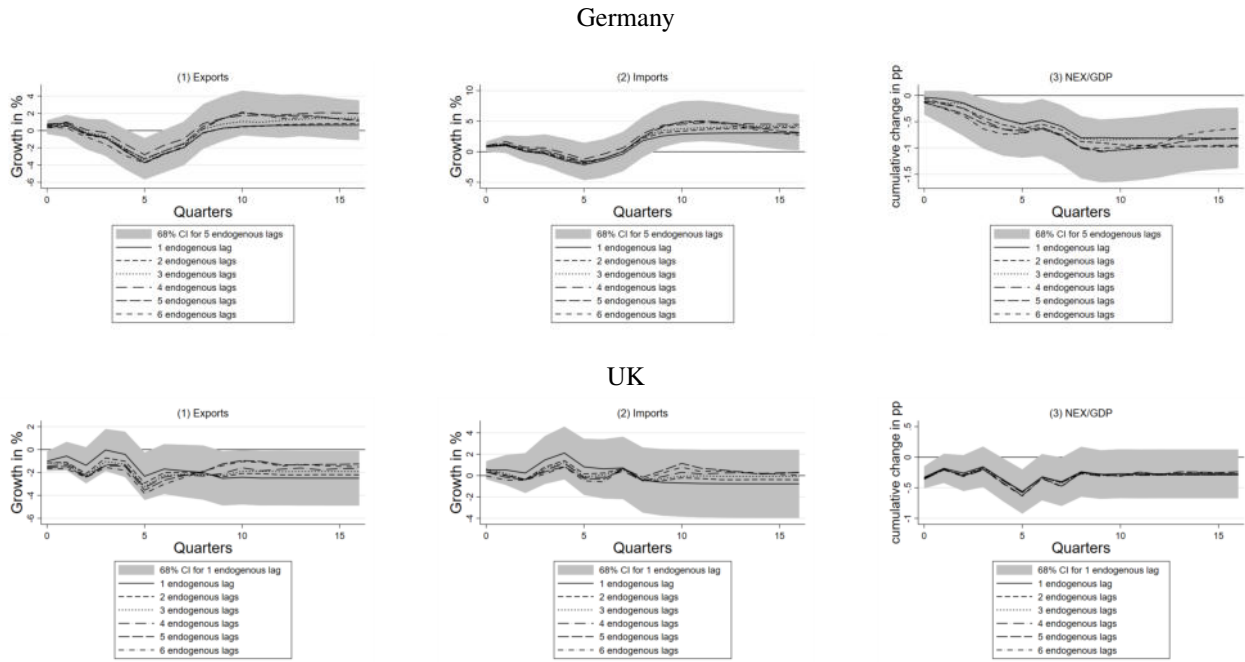 Germany
(1) Exports
Growth in %
4
2
0
-2
-4
-6
0 5 10 15
Quarters
68% CI for 5 endogenous lags
1 endogenous lag
2 endogenous lags
3 endogenous lags
4 endogenous lags
5 endogenous lags
6 endogenous lags
(2) Imports
Growth in %
10
5
0
-5
0 5 10 15
Quarters
68% CI for 5 endogenous lags
1 endogenous lag
2 endogenous lags
3 endogenous lags
4 endogenous lags
5 endogenous lags
6 endogenous lags
(3) NEX/GDP
cumulative change in pp
0
-.5
-1
-1.5
0 5 10 15
Quarters
68% CI for 5 endogenous lags
1 endogenous lag
2 endogenous lags
3 endogenous lags
4 endogenous lags
5 endogenous lags
6 endogenous lags
UK
(1) Exports
Growth in %
2
0
-2
-4
-6
0 5 10 15
Quarters
68% CI for 1 endogenous lag
1 endogenous lag
2 endogenous lags
3 endogenous lags
4 endogenous lags
5 endogenous lags
6 endogenous lags
(2) Imports
Growth in %
4
2
0
-2
-4
0 5 10 15
Quarters
68% CI for 1 endogenous lag
1 endogenous lag
2 endogenous lags
3 endogenous lags
4 endogenous lags
5 endogenous lags
6 endogenous lags
(3) NEX/GDP
cumulative change in pp
.5
0
-.5
-1
0 5 10 15
Quarters
68% CI for 1 endogenous lag
1 endogenous lag
2 endogenous lags
3 endogenous lags
4 endogenous lags
5 endogenous lags
6 endogenous lags